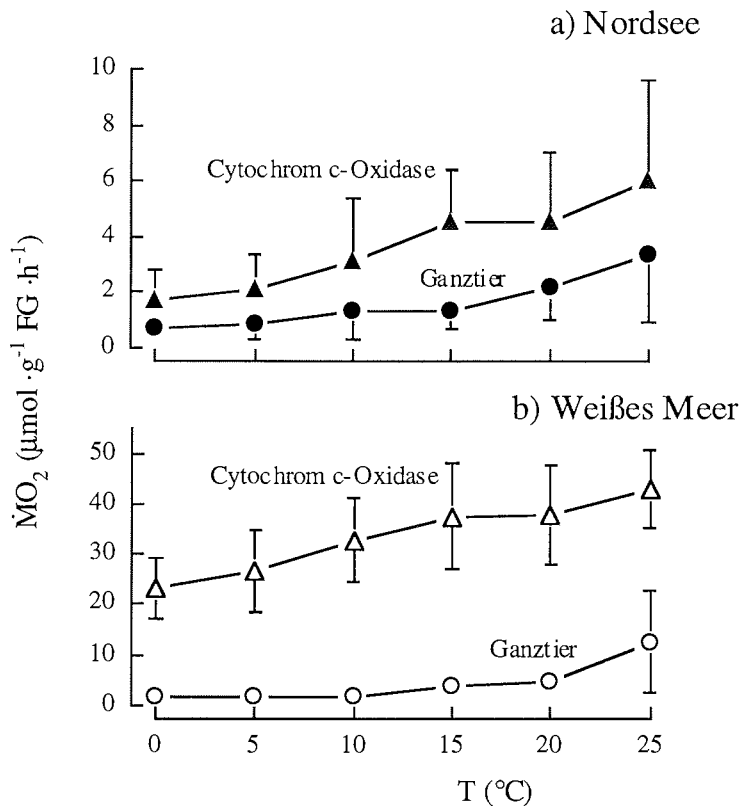 a) Nordsee
10
8
6
4
2
0
Cytochrom c-Oxidase
Ganztier
ṀO₂ (µmol·g⁻¹ FG·h⁻¹)
b) Weißes Meer
50
40
30
20
10
0
Cytochrom c-Oxidase
Ganztier
0 5 10 15 20 25
T (°C)